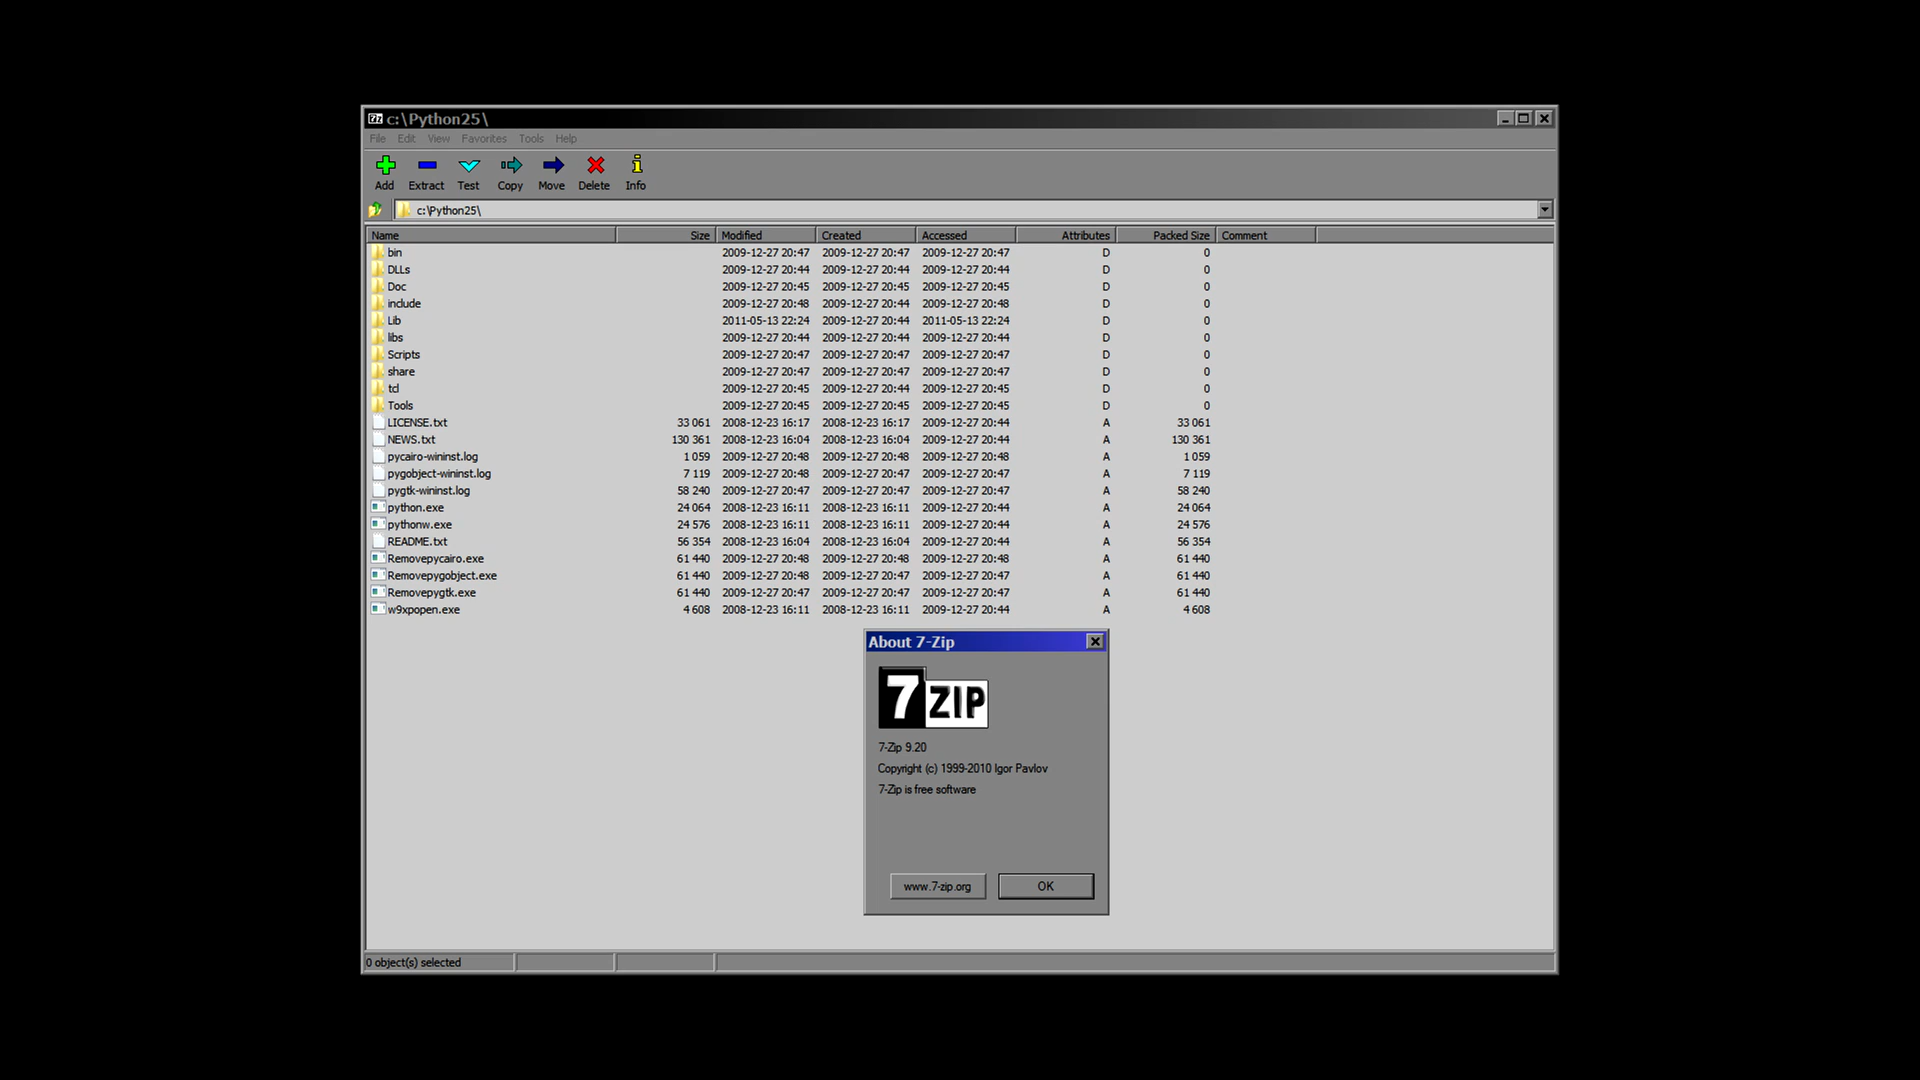 c:\Python25\
File Edit View Favorites Tools Help
Add Extract Test Copy Move Delete Info
c:\Python25\
Name Size Modified Created Accessed Attributes Packed Size Comment
bin 2009-12-27 20:47 2009-12-27 20:47 2009-12-27 20:47 D 0
DLLs 2009-12-27 20:44 2009-12-27 20:44 2009-12-27 20:44 D 0
Doc 2009-12-27 20:45 2009-12-27 20:45 2009-12-27 20:45 D 0
include 2009-12-27 20:48 2009-12-27 20:44 2009-12-27 20:48 D 0
Lib 2011-05-13 22:24 2009-12-27 20:44 2011-05-13 22:24 D 0
libs 2009-12-27 20:44 2009-12-27 20:44 2009-12-27 20:44 D 0
Scripts 2009-12-27 20:47 2009-12-27 20:47 2009-12-27 20:47 D 0
share 2009-12-27 20:47 2009-12-27 20:47 2009-12-27 20:47 D 0
tcl 2009-12-27 20:45 2009-12-27 20:44 2009-12-27 20:45 D 0
Tools 2009-12-27 20:45 2009-12-27 20:45 2009-12-27 20:45 D 0
LICENSE.txt 33 061 2008-12-23 16:17 2008-12-23 16:17 2009-12-27 20:44 A 33 061
NEWS.txt 130 361 2008-12-23 16:04 2008-12-23 16:04 2009-12-27 20:44 A 130 361
pycairo-wininst.log 1 059 2009-12-27 20:48 2009-12-27 20:48 2009-12-27 20:48 A 1 059
pygobject-wininst.log 7 119 2009-12-27 20:48 2009-12-27 20:47 2009-12-27 20:47 A 7 119
pygtk-wininst.log 58 240 2009-12-27 20:47 2009-12-27 20:47 2009-12-27 20:47 A 58 240
python.exe 24 064 2008-12-23 16:11 2008-12-23 16:11 2009-12-27 20:44 A 24 064
pythonw.exe 24 576 2008-12-23 16:11 2008-12-23 16:11 2009-12-27 20:44 A 24 576
README.txt 56 354 2008-12-23 16:04 2008-12-23 16:04 2009-12-27 20:44 A 56 354
Removepycairo.exe 61 440 2009-12-27 20:48 2009-12-27 20:48 2009-12-27 20:48 A 61 440
Removepygobject.exe 61 440 2009-12-27 20:48 2009-12-27 20:47 2009-12-27 20:47 A 61 440
Removepygtk.exe 61 440 2009-12-27 20:47 2009-12-27 20:47 2009-12-27 20:47 A 61 440
w9xpopen.exe 4 608 2008-12-23 16:11 2008-12-23 16:11 2009-12-27 20:44 A 4 608
About 7-Zip
7 ZIP
7-Zip 9.20
Copyright (c) 1999-2010 Igor Pavlov
7-Zip is free software
www.7-zip.org OK
0 object(s) selected